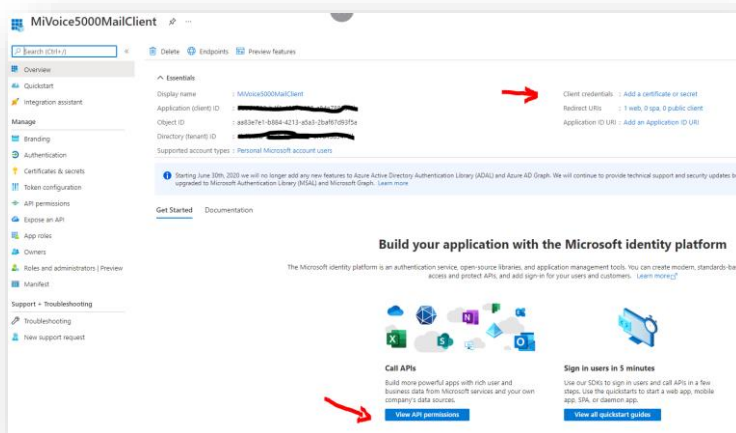 MiVoice5000MailClient
Search (Ctrl+/)
Overview
Quickstart
Integration assistant
Manage
Branding
Authentication
Certificates & secrets
Token configuration
API permissions
Expose an API
App roles
Owners
Roles and administrators | Preview
Manifest
Support + Troubleshooting
Troubleshooting
New support request
Delete Endpoints Preview features
Essentials
Display name : MiVoice5000MailClient
Application (client) ID :
Object ID : aa83e7e1-b884-4213-a5a3-2baf67d93f5e
Directory (tenant) ID :
Supported account types : Personal Microsoft account users
Client credentials : Add a certificate or secret
Redirect URIs : 1 web, 0 spa, 0 public client
Application ID URI : Add an Application ID URI
Starting June 30th, 2020 we will no longer add any new features to Azure Active Directory Authentication Library (ADAL) and Azure AD Graph. We will continue to provide technical support and security updates b
upgraded to Microsoft Authentication Library (MSAL) and Microsoft Graph. Learn more
Get Started Documentation
Build your application with the Microsoft identity platform
The Microsoft identity platform is an authentication service, open-source libraries, and application management tools. You can create modern, standards-ba
access and protect APIs, and add sign-in for your users and customers. Learn more
Call APIs
Build more powerful apps with rich user and
business data from Microsoft services and your own
company's data sources.
View API permissions
Sign in users in 5 minutes
Use our SDKs to sign in users and call APIs in a few
steps. Use the quickstarts to start a web app, mobile
app, SPA, or daemon app.
View all quickstart guides